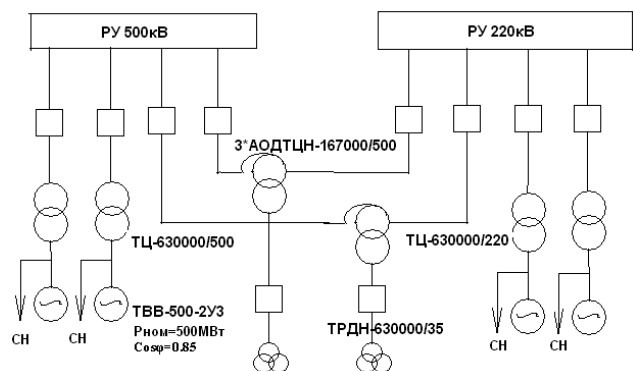 РУ 500кВ
РУ 220кВ
3*АОДТЦН-167000/500
ТЦ-630000/500
ТЦ-630000/220
ТВВ-500-2У3
Рном=500МВт
Cosφ=0.85
ТРДН-630000/35
СН
СН
СН
СН